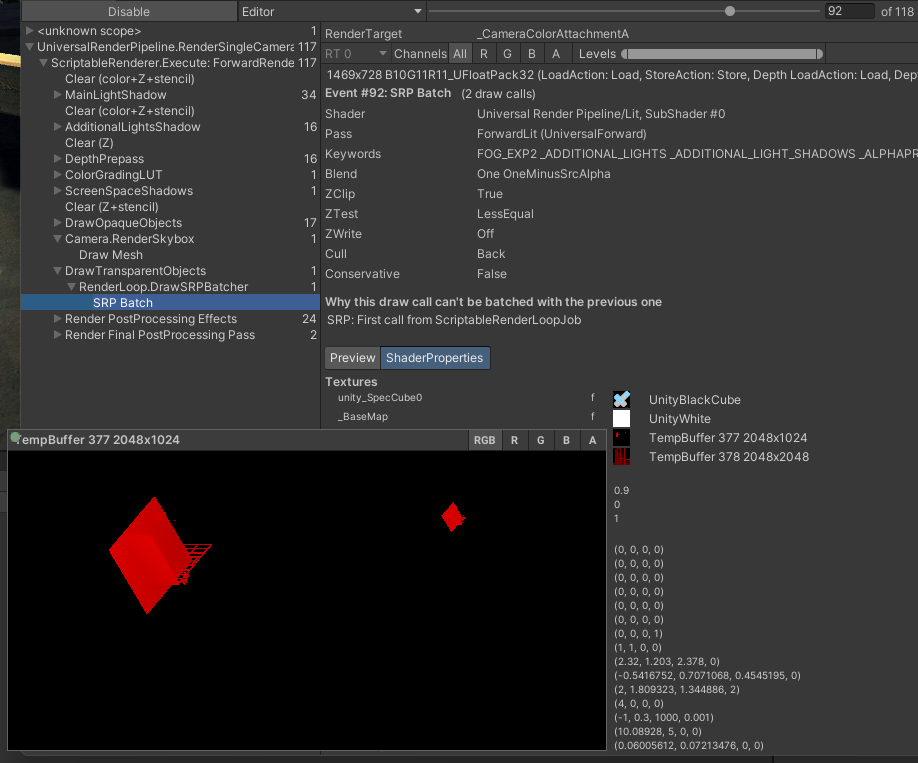 Disable
Editor
92
of 118
<unknown scope> 1
UniversalRenderPipeline.RenderSingleCamera 117
ScriptableRenderer.Execute: ForwardRende 117
Clear (color+Z+stencil)
MainLightShadow 34
Clear (color+Z+stencil)
AdditionalLightsShadow 16
Clear (Z)
DepthPrepass 16
ColorGradingLUT 1
ScreenSpaceShadows 1
Clear (Z+stencil)
DrawOpaqueObjects 17
Camera.RenderSkybox 1
Draw Mesh
DrawTransparentObjects 1
RenderLoop.DrawSRPBatcher 1
SRP Batch
Render PostProcessing Effects 24
Render Final PostProcessing Pass 2
RenderTarget _CameraColorAttachmentA
RT 0 Channels All R G B A Levels
1469x728 B10G11R11_UFloatPack32 (LoadAction: Load, StoreAction: Store, Depth LoadAction: Load, Dep
Event #92: SRP Batch (2 draw calls)
Shader Universal Render Pipeline/Lit, SubShader #0
Pass ForwardLit (UniversalForward)
Keywords FOG_EXP2 _ADDITIONAL_LIGHTS _ADDITIONAL_LIGHT_SHADOWS _ALPHAPR
Blend One OneMinusSrcAlpha
ZClip True
ZTest LessEqual
ZWrite Off
Cull Back
Conservative False
Why this draw call can't be batched with the previous one
SRP: First call from ScriptableRenderLoopJob
Preview ShaderProperties
Textures
unity_SpecCube0 f UnityBlackCube
_BaseMap f UnityWhite
TempBuffer 377 2048x1024
TempBuffer 378 2048x2048
TempBuffer 377 2048x1024 RGB R G B A
0.9
0
1
(0, 0, 0, 0)
(0, 0, 0, 0)
(0, 0, 0, 0)
(0, 0, 0, 0)
(0, 0, 0, 0)
(0, 0, 0, 0)
(0, 0, 0, 1)
(1, 1, 0, 0)
(2.32, 1.203, 2.378, 0)
(-0.5416752, 0.7071068, 0.4545195, 0)
(2, 1.809323, 1.344886, 2)
(4, 0, 0, 0)
(-1, 0.3, 1000, 0.001)
(10.08928, 5, 0, 0)
(0.06005612, 0.07213476, 0, 0)